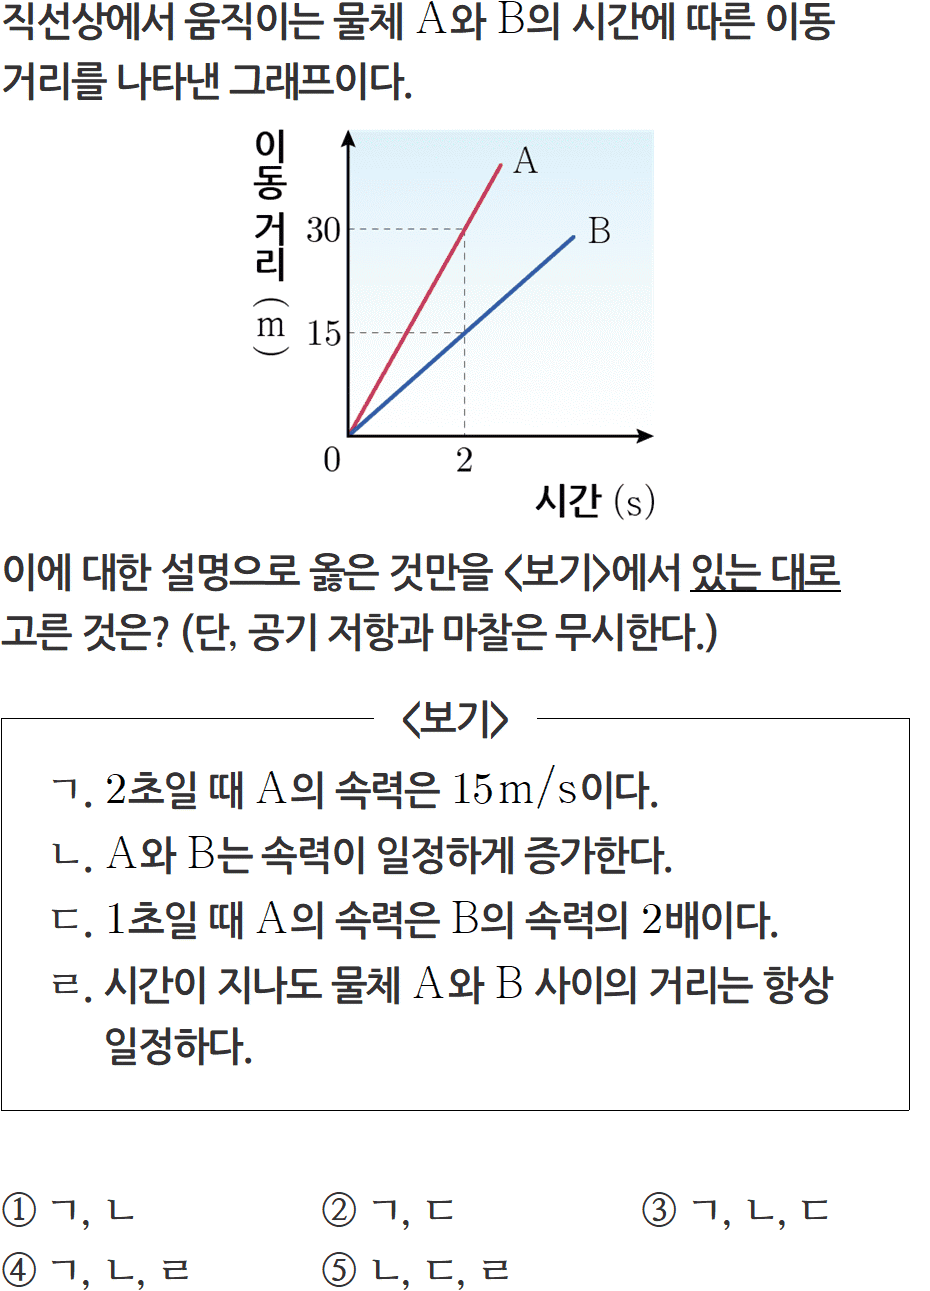 직선상에서 움직이는 물체 A와 B의 시간에 따른 이동
거리를 나타낸 그래프이다.
이동 거리 (m)
A
30
B
15
0
2
시간 (s)
이에 대한 설명으로 옳은 것만을 <보기>에서 있는 대로
고른 것은? (단, 공기 저항과 마찰은 무시한다.)
<보기>
ㄱ. 2초일 때 A의 속력은 15m/s이다.
ㄴ. A와 B는 속력이 일정하게 증가한다.
ㄷ. 1초일 때 A의 속력은 B의 속력의 2배이다.
ㄹ. 시간이 지나도 물체 A와 B 사이의 거리는 항상
일정하다.
① ㄱ, ㄴ ② ㄱ, ㄷ ③ ㄱ, ㄴ, ㄷ
④ ㄱ, ㄴ, ㄹ ⑤ ㄴ, ㄷ, ㄹ